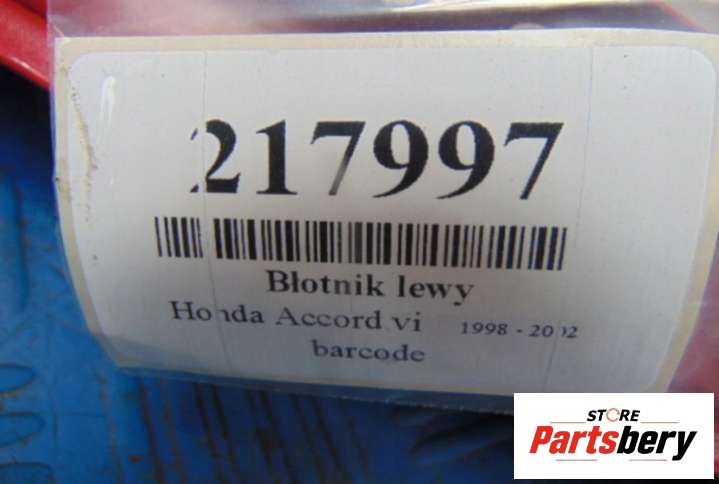 217997
Błotnik lewy
Honda Accord vi 1998 - 2002
barcode
STORE
Partsbery